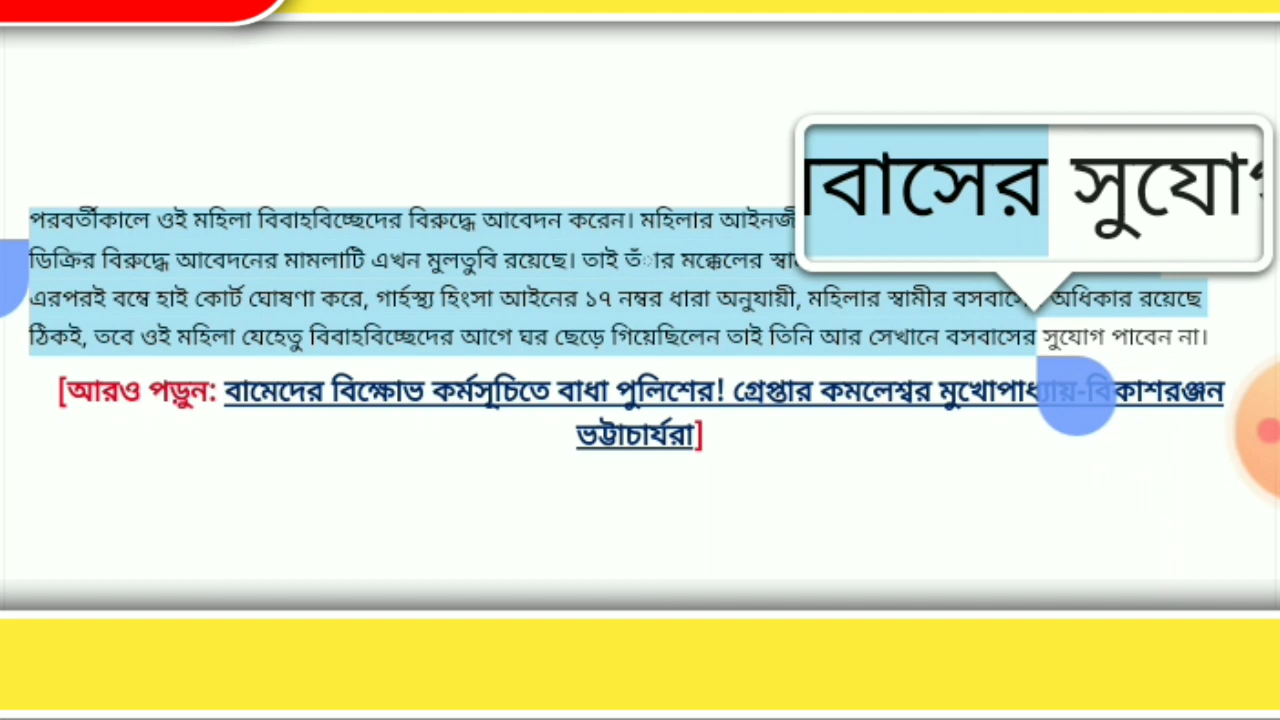 বাসের সুযো
পরবর্তীকালে ওই মহিলা বিবাহবিচ্ছেদের বিরুদ্ধে আবেদন করেন। মহিলার
ডিক্রির বিরুদ্ধে আবেদনের মামলাটি এখন মুলতুবি রয়েছে। তাই তঁার মক্কেলের
এরপরই বম্বে হাই কোর্ট ঘোষণা করে, গার্হস্থ্য হিংসা আইনের ১৭ নম্বর ধারা অনুযায়ী, মহিলার স্বামীর অধিকার রয়েছে
ঠিকই, তবে ওই মহিলা যেহেতু বিবাহবিচ্ছেদের আগে ঘর ছেড়ে গিয়েছিলেন তাই তিনি আর সেখানে বসবাসের সুযোগ পাবেন না।
[আরও পড়ুন: বামেদের বিক্ষোভ কর্মসূচিতে বাধা পুলিশের! গ্রেপ্তার কমলেশ্বর মুখোপাধ্যায়-বিকাশরঞ্জন
ভট্টাচার্যরা]